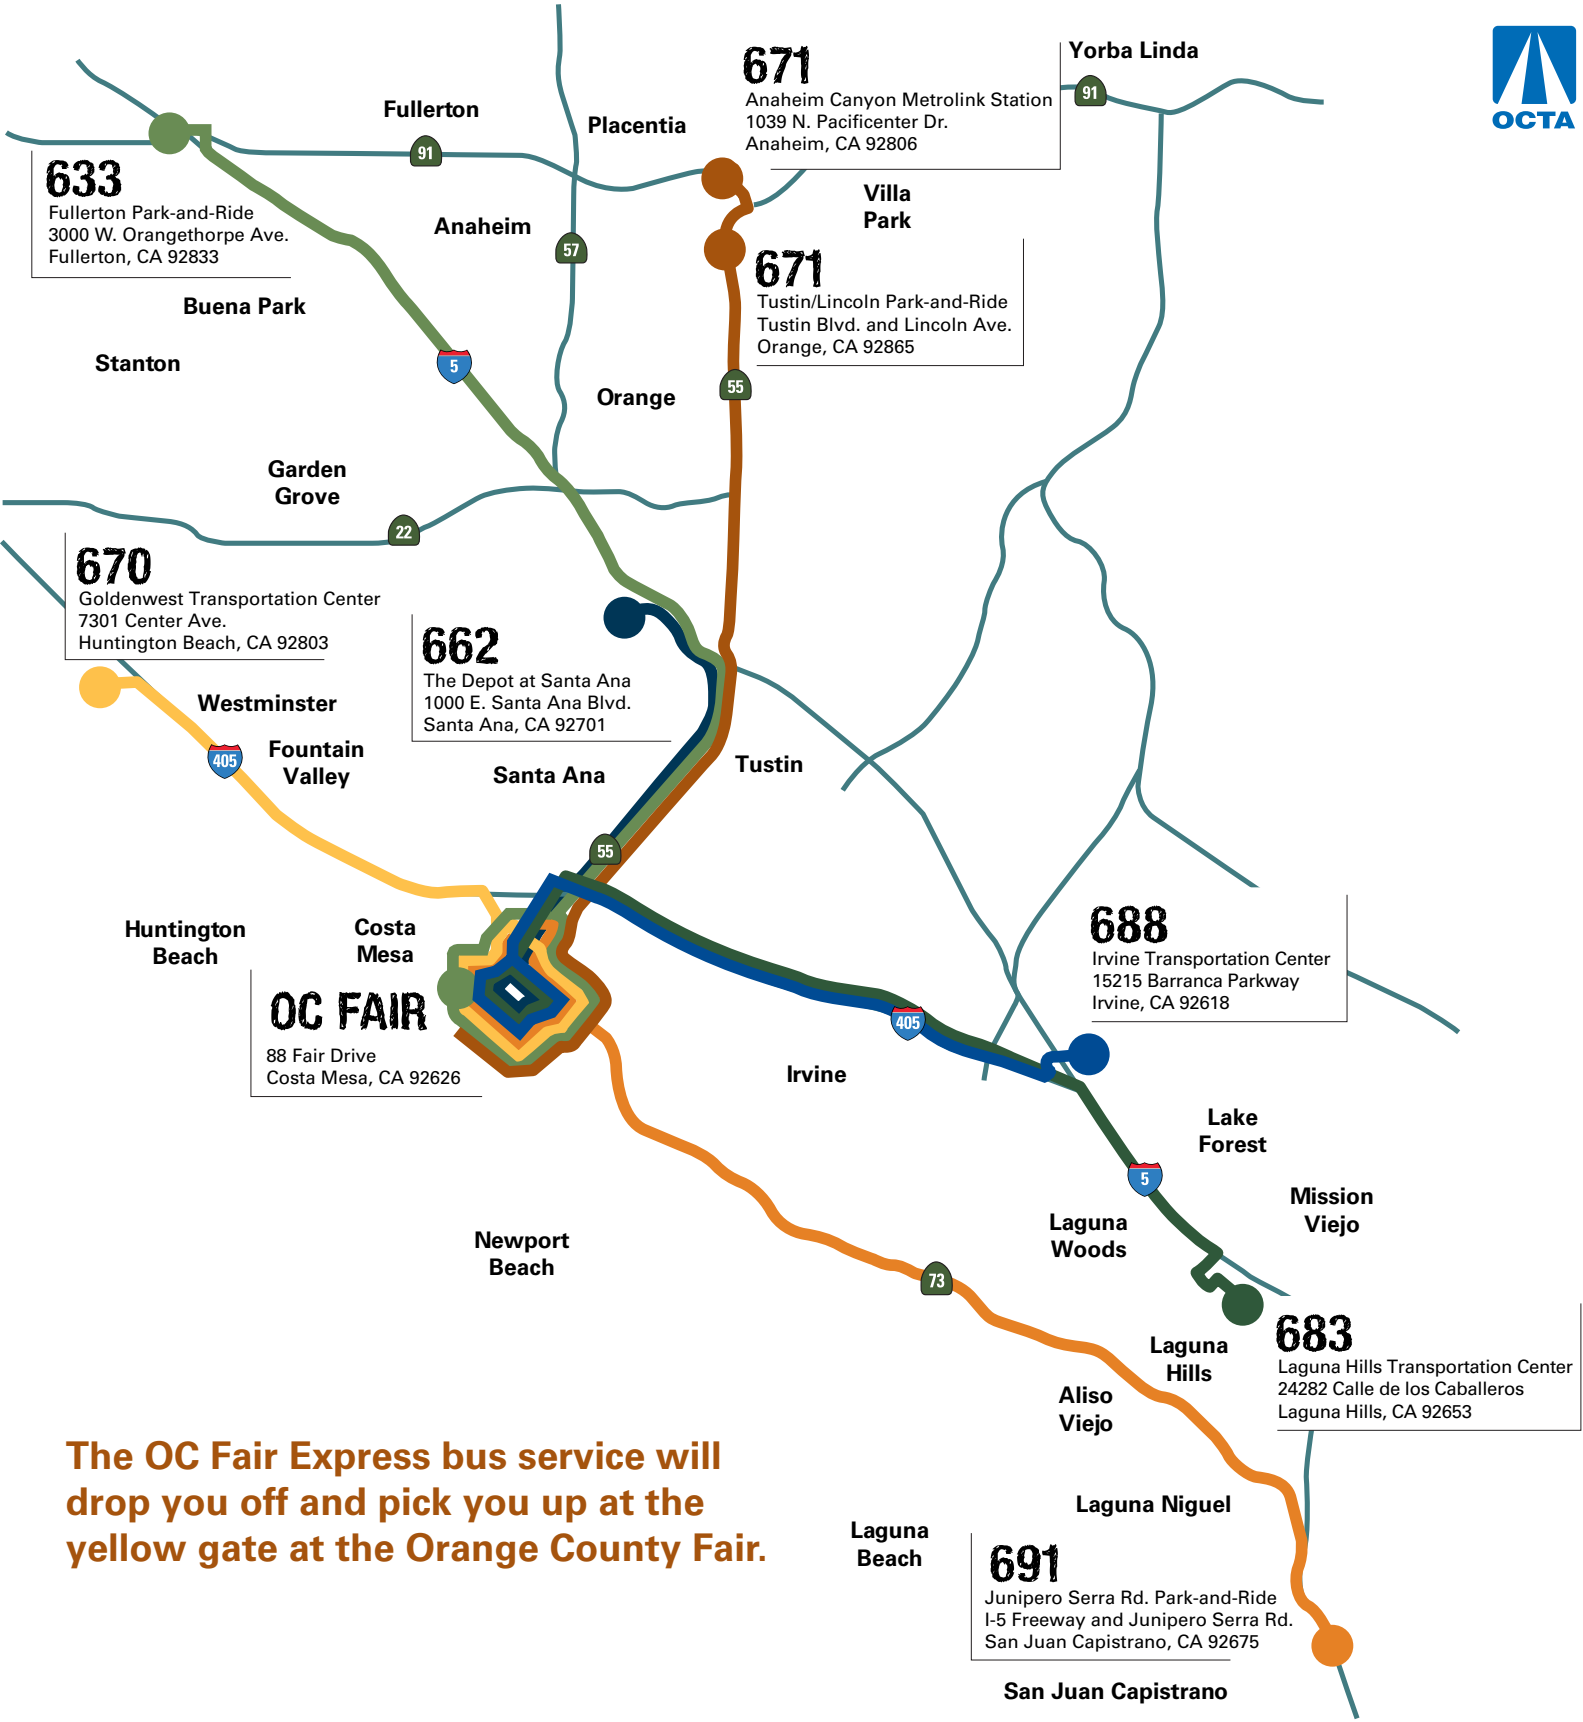 671
Anaheim Canyon Metrolink Station
1039 N. Pacificenter Dr.
Anaheim, CA 92806
Yorba Linda
91
OCTA
Fullerton
91
Placentia
633
Fullerton Park-and-Ride
3000 W. Orangethorpe Ave.
Fullerton, CA 92833
Villa
Park
Anaheim
57
671
Tustin/Lincoln Park-and-Ride
Tustin Blvd. and Lincoln Ave.
Orange, CA 92865
Buena Park
Stanton
5
Orange
55
Garden
Grove
22
670
Goldenwest Transportation Center
7301 Center Ave.
Huntington Beach, CA 92803
662
The Depot at Santa Ana
1000 E. Santa Ana Blvd.
Santa Ana, CA 92701
Westminster
405
Fountain
Valley
Santa Ana
Tustin
55
Huntington
Beach
Costa
Mesa
688
Irvine Transportation Center
15215 Barranca Parkway
Irvine, CA 92618
OC FAIR
88 Fair Drive
Costa Mesa, CA 92626
405
Irvine
Lake
Forest
5
Mission
Viejo
Laguna
Woods
Newport
Beach
73
683
Laguna Hills Transportation Center
24282 Calle de los Caballeros
Laguna Hills, CA 92653
Laguna
Hills
Aliso
Viejo
The OC Fair Express bus service will
drop you off and pick you up at the
yellow gate at the Orange County Fair.
Laguna Niguel
Laguna
Beach
691
Junipero Serra Rd. Park-and-Ride
I-5 Freeway and Junipero Serra Rd.
San Juan Capistrano, CA 92675
San Juan Capistrano